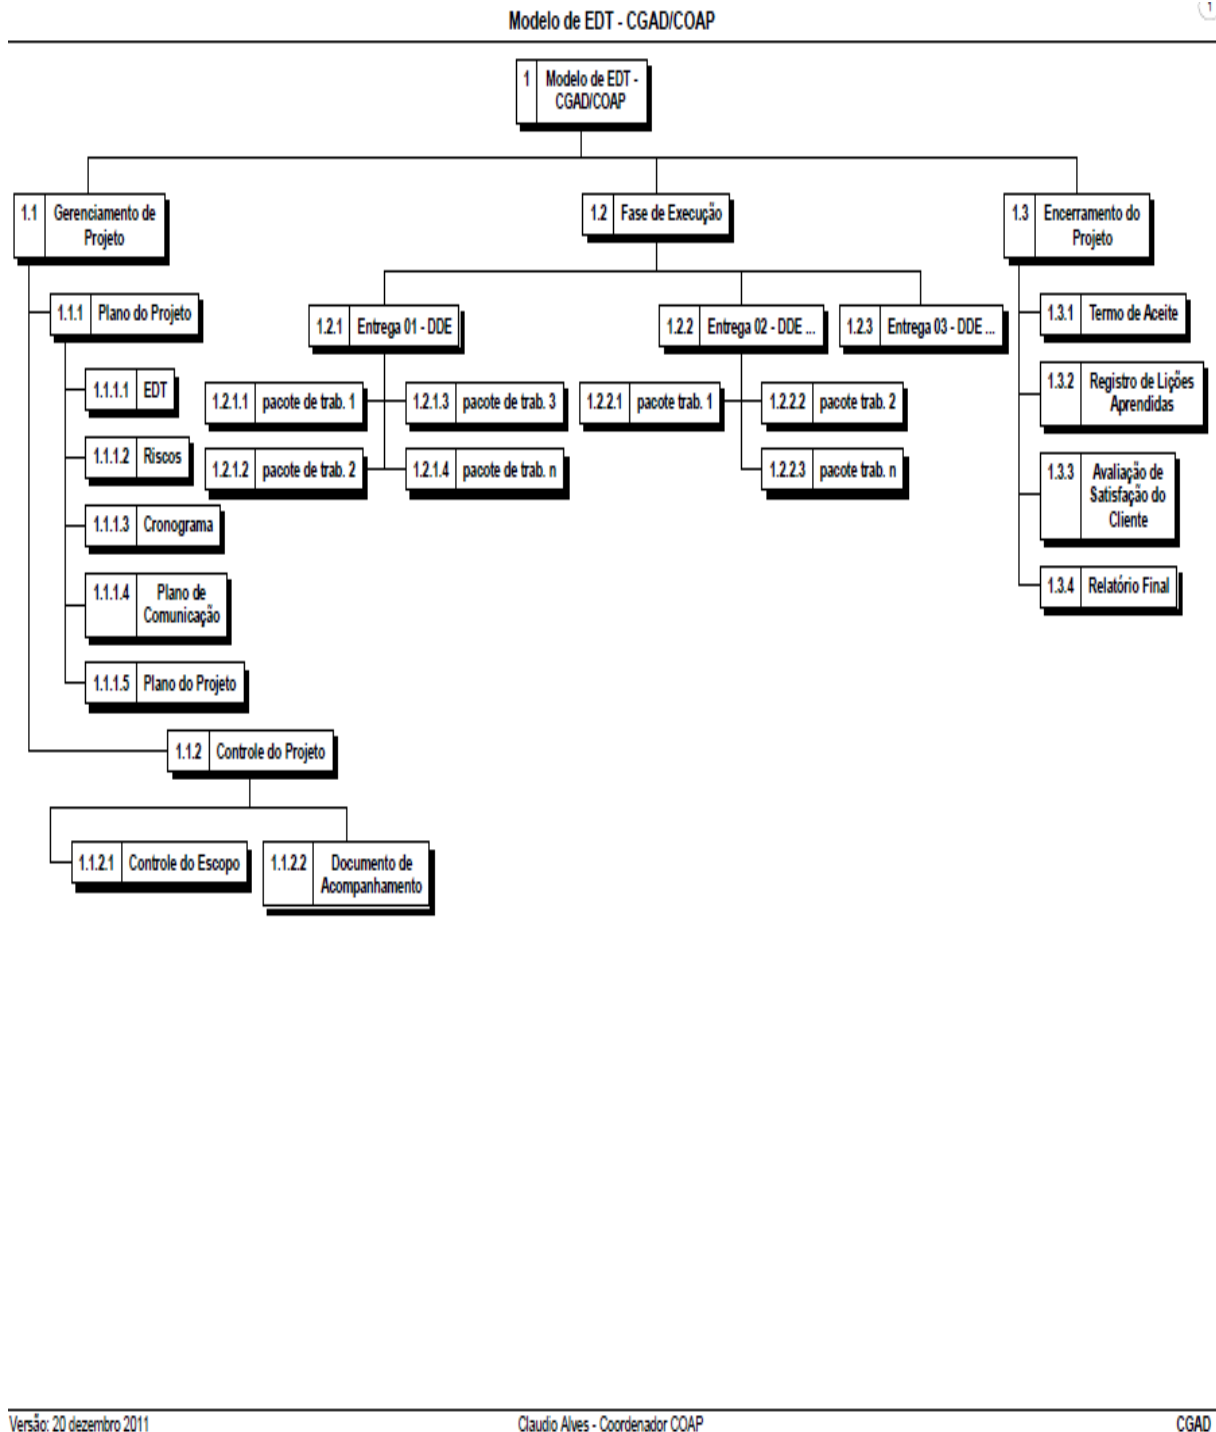 Modelo de EDT - CGAD/COAP
1
1 Modelo de EDT -
CGAD/COAP
1.1 Gerenciamento de
Projeto
1.2 Fase de Execução
1.3 Encerramento do
Projeto
1.1.1 Plano do Projeto
1.1.1.1 EDT
1.1.1.2 Riscos
1.1.1.3 Cronograma
1.1.1.4 Plano de
Comunicação
1.1.1.5 Plano do Projeto
1.1.2 Controle do Projeto
1.1.2.1 Controle do Escopo
1.1.2.2 Documento de
Acompanhamento
1.2.1 Entrega 01 - DDE
1.2.1.1 pacote de trab. 1
1.2.1.2 pacote de trab. 2
1.2.1.3 pacote de trab. 3
1.2.1.4 pacote de trab. n
1.2.2 Entrega 02 - DDE ...
1.2.2.1 pacote trab. 1
1.2.2.2 pacote trab. 2
1.2.2.3 pacote trab. n
1.2.3 Entrega 03 - DDE ...
1.3.1 Termo de Aceite
1.3.2 Registro de Lições
Aprendidas
1.3.3 Avaliação de
Satisfação do
Cliente
1.3.4 Relatório Final
Versão: 20 dezembro 2011
Claudio Alves - Coordenador COAP
CGAD